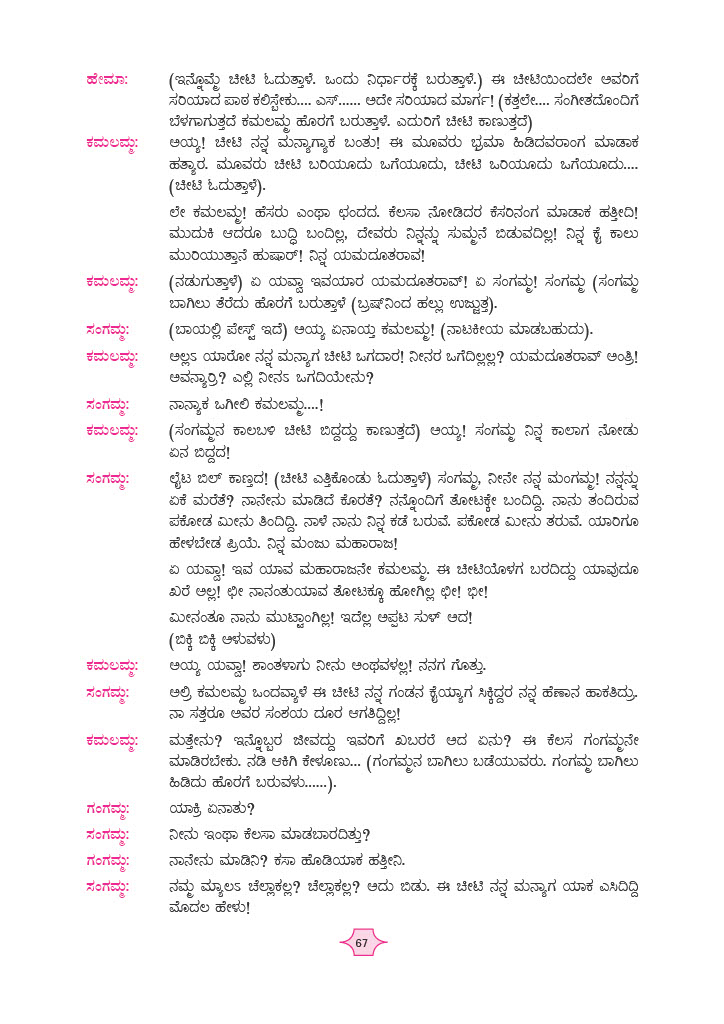 ಹೇಮಾ: (ಇನ್ನೊಮ್ಮೆ ಚೀಟಿ ಓದುತ್ತಾಳೆ. ಒಂದು ನಿರ್ಧಾರಕ್ಕೆ ಬರುತ್ತಾಳೆ.) ಈ ಚೀಟಿಯಿಂದಲೇ ಅವರಿಗೆ
ಸರಿಯಾದ ಪಾಠ ಕಲಿಸ್ಬೇಕು.... ಎಸ್...... ಅದೇ ಸರಿಯಾದ ಮಾರ್ಗ! (ಕತ್ತಲೇ.... ಸಂಗೀತದೊಂದಿಗೆ
ಬೆಳಗಾಗುತ್ತದೆ ಕಮಲಮ್ಮ ಹೊರಗೆ ಬರುತ್ತಾಳೆ. ಎದುರಿಗೆ ಚೀಟಿ ಕಾಣುತ್ತದೆ)
ಕಮಲಮ್ಮ: ಅಯ್ಯ! ಚೀಟಿ ನನ್ನ ಮನ್ಯಾಗ್ಯಾಕ ಬಂತು! ಈ ಮೂವರು ಭ್ರಮಾ ಹಿಡಿದವರಾಂಗ ಮಾಡಾಕ
ಹತ್ಯಾರ. ಮೂವರು ಚೀಟಿ ಬರಿಯೂದು ಒಗೆಯೂದು, ಚೀಟಿ ಒರಿಯೂದು ಒಗೆಯೂದು....
(ಚೀಟಿ ಓದುತ್ತಾಳೆ).
ಲೇ ಕಮಲಮ್ಮ! ಹೆಸರು ಎಂಥಾ ಛಂದದ. ಕೆಲಸಾ ನೋಡಿದರ ಕೆಸರಿನಂಗ ಮಾಡಾಕ ಹತ್ತೀದಿ!
ಮುದುಕಿ ಆದರೂ ಬುದ್ಧಿ ಬಂದಿಲ್ಲ, ದೇವರು ನಿನ್ನನ್ನು ಸುಮ್ಮನೆ ಬಿಡುವದಿಲ್ಲ! ನಿನ್ನ ಕೈ ಕಾಲು
ಮುರಿಯುತ್ತಾನೆ ಹುಷಾರ್! ನಿನ್ನ ಯಮದೂತರಾವ!
ಕಮಲಮ್ಮ: (ನಡುಗುತ್ತಾಳೆ) ಏ ಯವ್ವಾ ಇವಯಾರ ಯಮದೂತರಾವ್! ಏ ಸಂಗಮ್ಮ! ಸಂಗಮ್ಮ (ಸಂಗಮ್ಮ
ಬಾಗಿಲು ತೆರೆದು ಹೊರಗೆ ಬರುತ್ತಾಳೆ (ಬ್ರಷ್‌ನಿಂದ ಹಲ್ಲು ಉಜ್ಜುತ್ತ).
ಸಂಗಮ್ಮ: (ಬಾಯಲ್ಲಿ ಪೇಸ್ಟ್ ಇದೆ) ಆಯ್ಯ ಏನಾಯ್ತ ಕಮಲಮ್ಮ! (ನಾಟಕೀಯ ಮಾಡಬಹುದು).
ಕಮಲಮ್ಮ: ಅಲ್ಲಽ ಯಾರೋ ನನ್ನ ಮನ್ಯಾಗ ಚೀಟಿ ಒಗದಾರ! ನೀನರ ಒಗೆದಿಲ್ಲಲ್ಲ? ಯಮದೂತರಾವ್ ಅಂತ್ರಿ!
ಅವನ್ಯಾರ್ರಿ? ಎಲ್ಲಿ ನೀನಽ ಒಗದಿಯೇನು?
ಸಂಗಮ್ಮ: ನಾನ್ಯಾಕ ಒಗೀಲಿ ಕಮಲಮ್ಮ....!
ಕಮಲಮ್ಮ: (ಸಂಗಮ್ಮನ ಕಾಲಬಳಿ ಚೀಟಿ ಬಿದ್ದದ್ದು ಕಾಣುತ್ತದೆ) ಆಯ್ಯ! ಸಂಗಮ್ಮ ನಿನ್ನ ಕಾಲಾಗ ನೋಡು
ಏನ ಬಿದ್ದದ!
ಸಂಗಮ್ಮ: ಲೈಟ ಬಿಲ್ ಕಾಣ್ತದ! (ಚೀಟಿ ಎತ್ತಿಕೊಂಡು ಓದುತ್ತಾಳೆ) ಸಂಗಮ್ಮ, ನೀನೇ ನನ್ನ ಮಂಗಮ್ಮ! ನನ್ನನ್ನು
ಏಕೆ ಮರೆತೆ? ನಾನೇನು ಮಾಡಿದೆ ಕೊರತೆ? ನನ್ನೊಂದಿಗೆ ತೋಟಕ್ಕೇ ಬಂದಿದ್ದಿ. ನಾನು ತಂದಿರುವ
ಪಕೋಡ ಮೀನು ತಿಂದಿದ್ದಿ. ನಾಳೆ ನಾನು ನಿನ್ನ ಕಡೆ ಬರುವೆ. ಪಕೋಡ ಮೀನು ತರುವೆ. ಯಾರಿಗೂ
ಹೇಳಬೇಡ ಪ್ರಿಯೆ. ನಿನ್ನ ಮಂಜು ಮಹಾರಾಜ!
ಏ ಯವ್ವಾ! ಇವ ಯಾವ ಮಹಾರಾಜನೇ ಕಮಲಮ್ಮ. ಈ ಚೀಟಿಯೊಳಗ ಬರದಿದ್ದು ಯಾವುದೂ
ಖರೆ ಅಲ್ಲ! ಛೀ ನಾನಂತುಯಾವ ತೋಟಕ್ಕೂ ಹೋಗಿಲ್ಲ ಛೀ! ಛೀ!
ಮೀನಂತೂ ನಾನು ಮುಟ್ಟಾಂಗಿಲ್ಲ! ಇದೆಲ್ಲ ಅಪ್ಪಟ ಸುಳ್ ಆದ!
(ಬಿಕ್ಕಿ ಬಿಕ್ಕಿ ಅಳುವಳು)
ಕಮಲಮ್ಮ: ಅಯ್ಯ ಯವ್ವಾ! ಶಾಂತಳಾಗು ನೀನು ಅಂಥವಳಲ್ಲ! ನನಗ ಗೊತ್ತು.
ಸಂಗಮ್ಮ: ಅಲ್ರಿ ಕಮಲಮ್ಮ ಒಂದವ್ಯಾಳೆ ಈ ಚೀಟಿ ನನ್ನ ಗಂಡನ ಕೈಯ್ಯಾಗ ಸಿಕ್ಕಿದ್ದರ ನನ್ನ ಹೆಣಾನ ಹಾಕತಿದ್ರು.
ನಾ ಸತ್ತರೂ ಅವರ ಸಂಶಯ ದೂರ ಆಗತಿದ್ದಿಲ್ಲ!
ಕಮಲಮ್ಮ: ಮತ್ತೇನು? ಇನ್ನೊಬ್ಬರ ಜೀವದ್ದು ಇವರಿಗೆ ಖಬರರೆ ಆದ ಏನು? ಈ ಕೆಲಸ ಗಂಗಮ್ಮನೇ
ಮಾಡಿರಬೇಕು. ನಡಿ ಆಕಿಗಿ ಕೇಳೂಣು... (ಗಂಗಮ್ಮನ ಬಾಗಿಲು ಬಡೆಯುವರು. ಗಂಗಮ್ಮ ಬಾಗಿಲು
ಹಿಡಿದು ಹೊರಗೆ ಬರುವಳು......).
ಗಂಗಮ್ಮ: ಯಾಕ್ರಿ ಏನಾತು?
ಸಂಗಮ್ಮ: ನೀನು ಇಂಥಾ ಕೆಲಸಾ ಮಾಡಬಾರದಿತ್ತು?
ಗಂಗಮ್ಮ: ನಾನೇನು ಮಾಡಿನಿ? ಕಸಾ ಹೊಡಿಯಾಕ ಹತ್ತೀನಿ.
ಸಂಗಮ್ಮ: ನಮ್ಮ ಮ್ಯಾಲಽ ಚೆಲ್ಲಾಕಲ್ಲ? ಚೆಲ್ಲಾಕಲ್ಲ? ಆದು ಬಿಡು. ಈ ಚೀಟಿ ನನ್ನ ಮನ್ಯಾಗ ಯಾಕ ಎಸಿದಿದ್ದಿ
ಮೊದಲ ಹೇಳು!
67